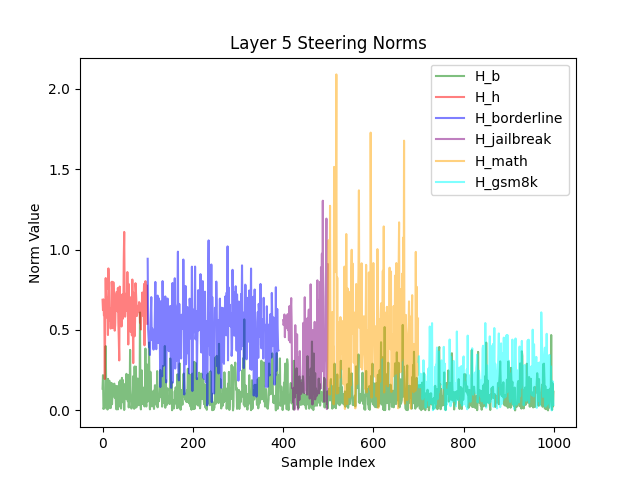 Layer 5 Steering Norms
H_b
H_h
H_borderline
H_jailbreak
H_math
H_gsm8k
Norm Value
2.0
1.5
1.0
0.5
0.0
0
200
400
600
800
1000
Sample Index